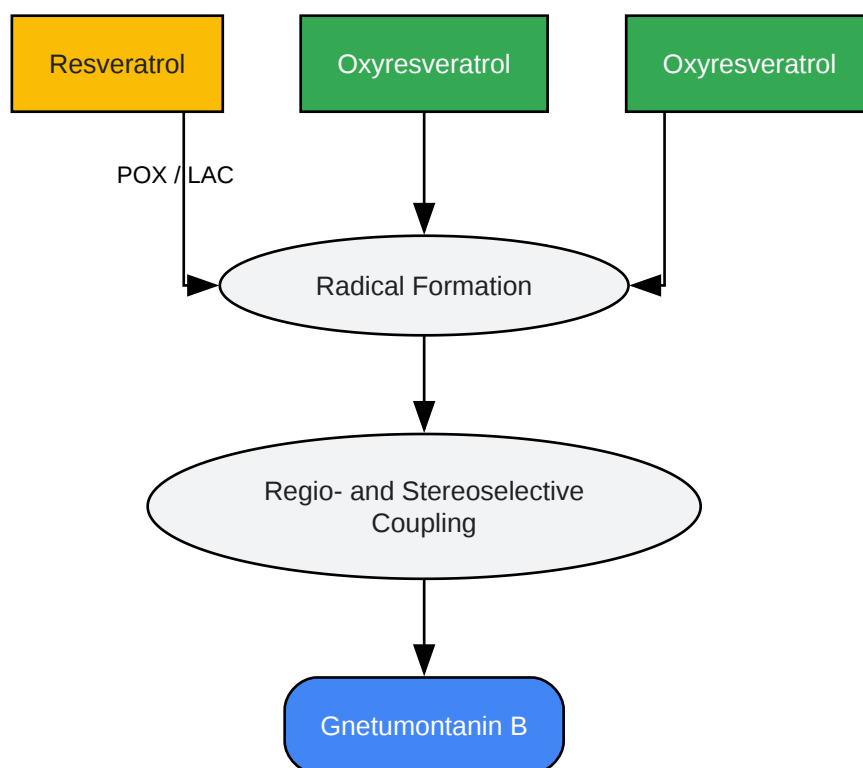 Resveratrol
Oxyresveratrol
Oxyresveratrol
POX / LAC
Radical Formation
Regio- and Stereoselective
Coupling
Gnetumontanin B